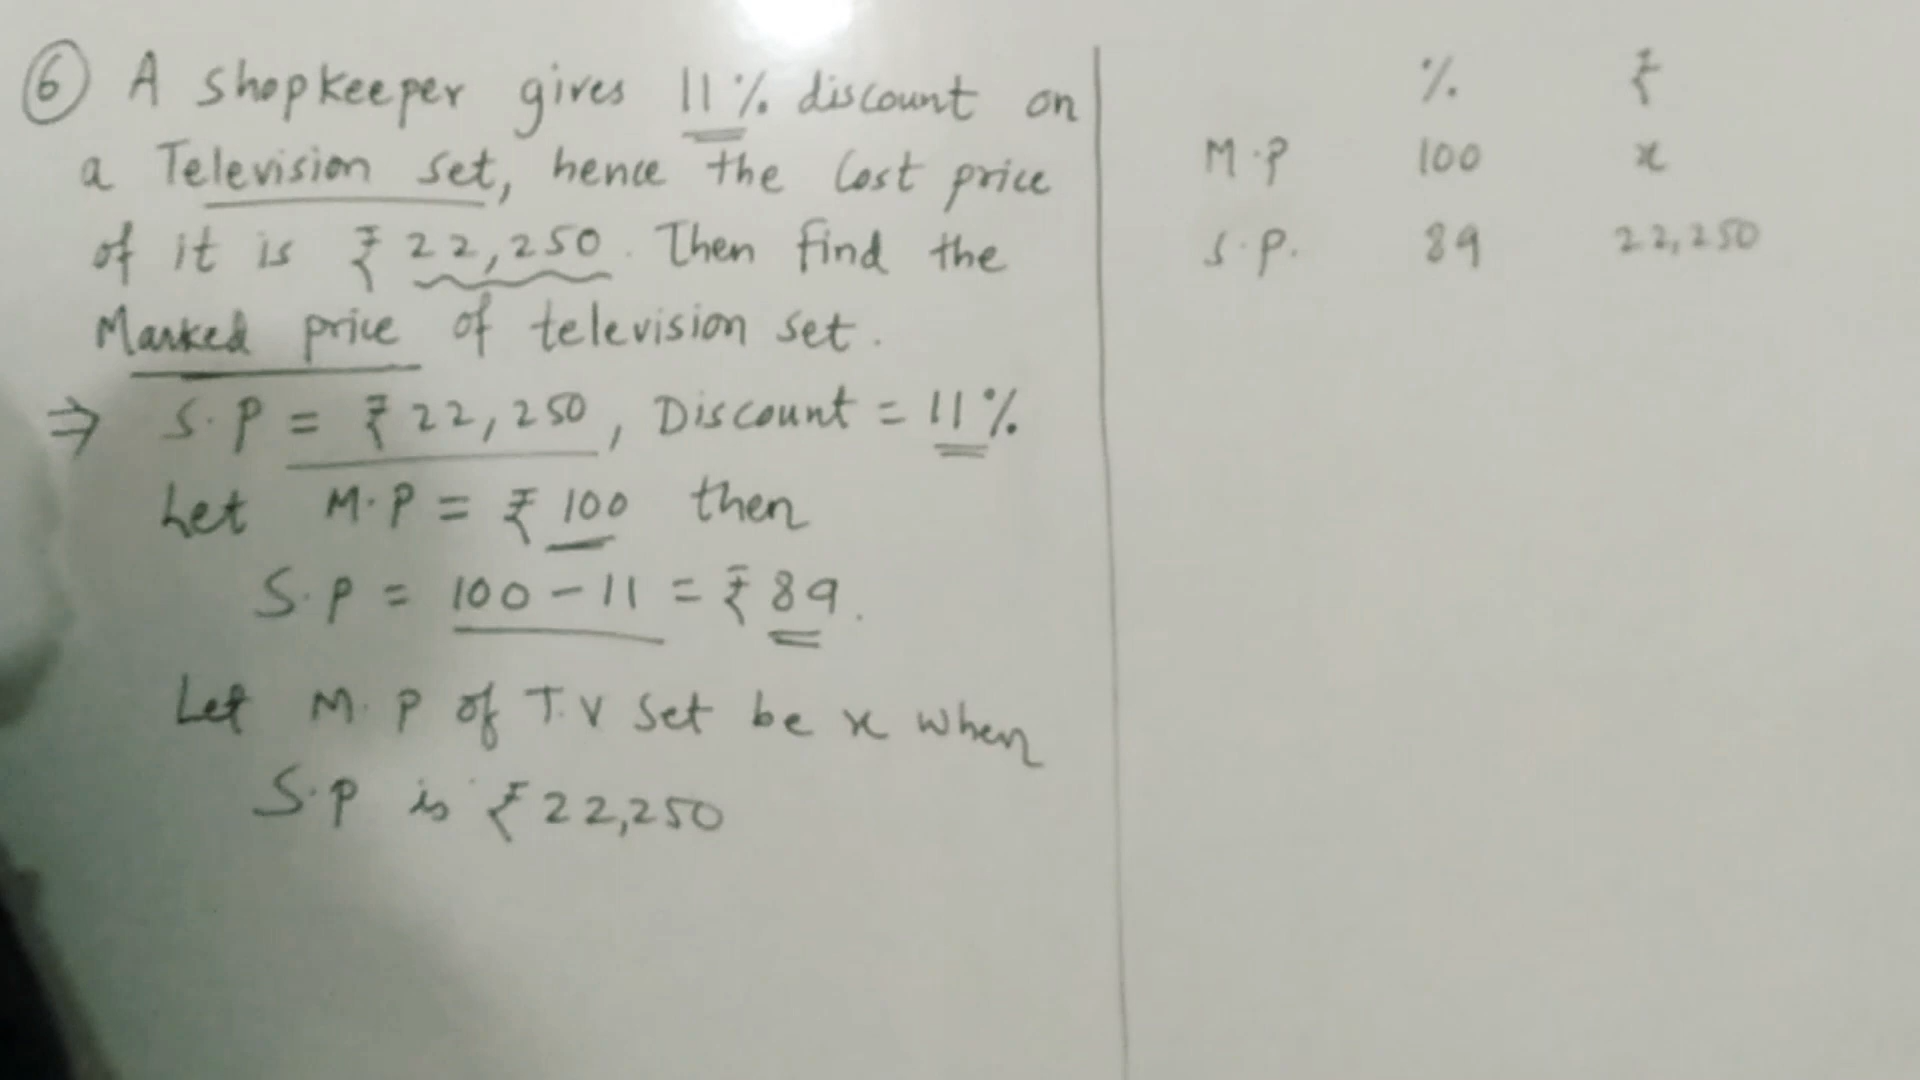 6 A shopkeeper gives 11% discount on
a Television set, hence the Cost price
of it is ₹ 22,250. Then find the
Marked price of television set.
⇒ S.P = ₹ 22,250, Discount = 11%
Let M.P = ₹ 100 then
S.P = 100 - 11 = ₹ 89.
Let M.P of T.V set be x when
S.P is ₹ 22,250
% ₹
M.P 100 x
S.P. 89 22,250